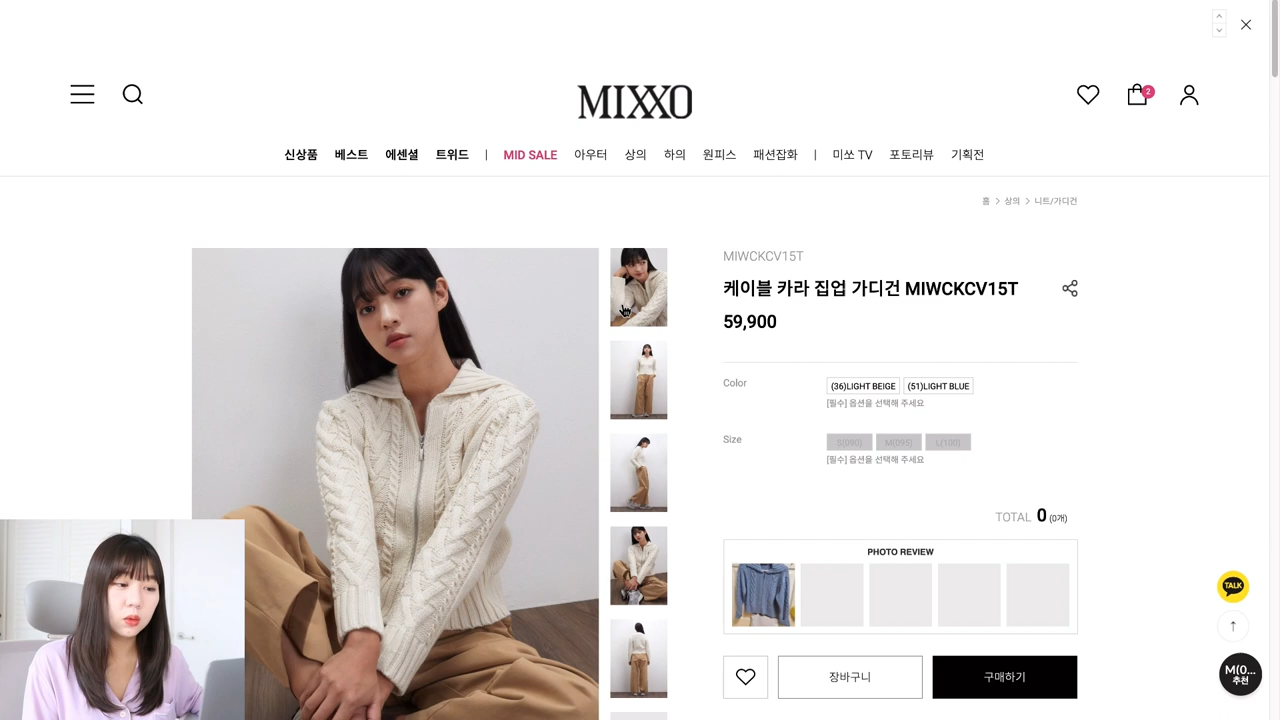 MIXXO
2
신상품 베스트 에센셜 트위드 | MID SALE 아우터 상의 하의 원피스 패션잡화 | 미쏘 TV 포토리뷰 기획전
홈 > 상의 > 니트/가디건
MIWCKCV15T
케이블 카라 집업 가디건 MIWCKCV15T
59,900
Color
(36)LIGHT BEIGE (51)LIGHT BLUE
[필수] 옵션을 선택해 주세요
Size
S(090) M(095) L(100)
[필수] 옵션을 선택해 주세요
TOTAL 0 (0개)
PHOTO REVIEW
TALK
장바구니
구매하기
M(0...
추천